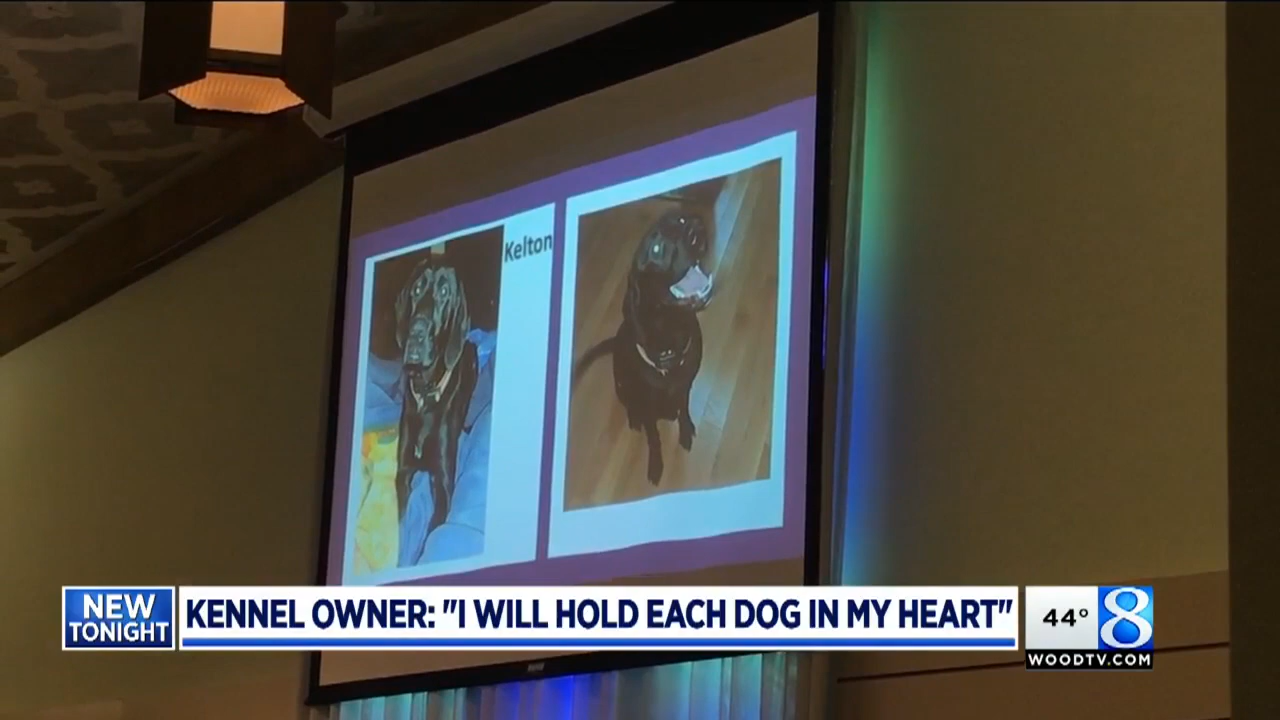 Kelton
NEW
TONIGHT
KENNEL OWNER: "I WILL HOLD EACH DOG IN MY HEART"
44° 8
WOODTV.COM